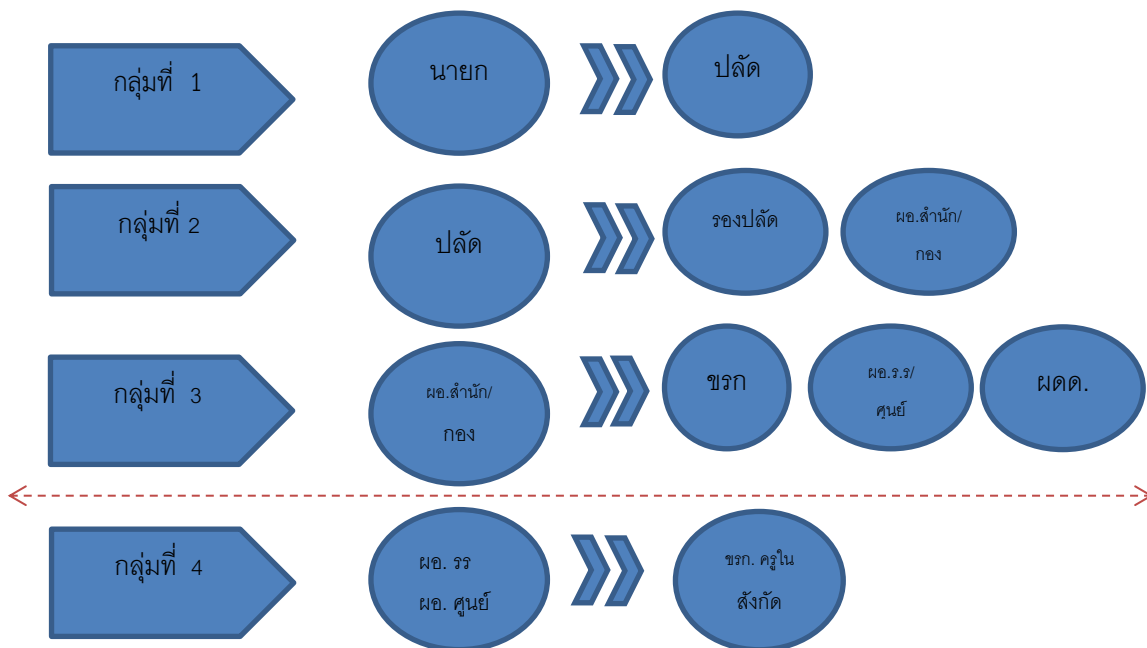 กลุ่มที่ 1
นายก
ปลัด
กลุ่มที่ 2
ปลัด
รองปลัด
ผอ.สำนัก/
กอง
กลุ่มที่ 3
ผอ.สำนัก/
กอง
ขรก
ผอ.ร.ร/
ศูนย์
ผดด.
กลุ่มที่ 4
ผอ. รร
ผอ. ศูนย์
ขรก. ครูใน
สังกัด